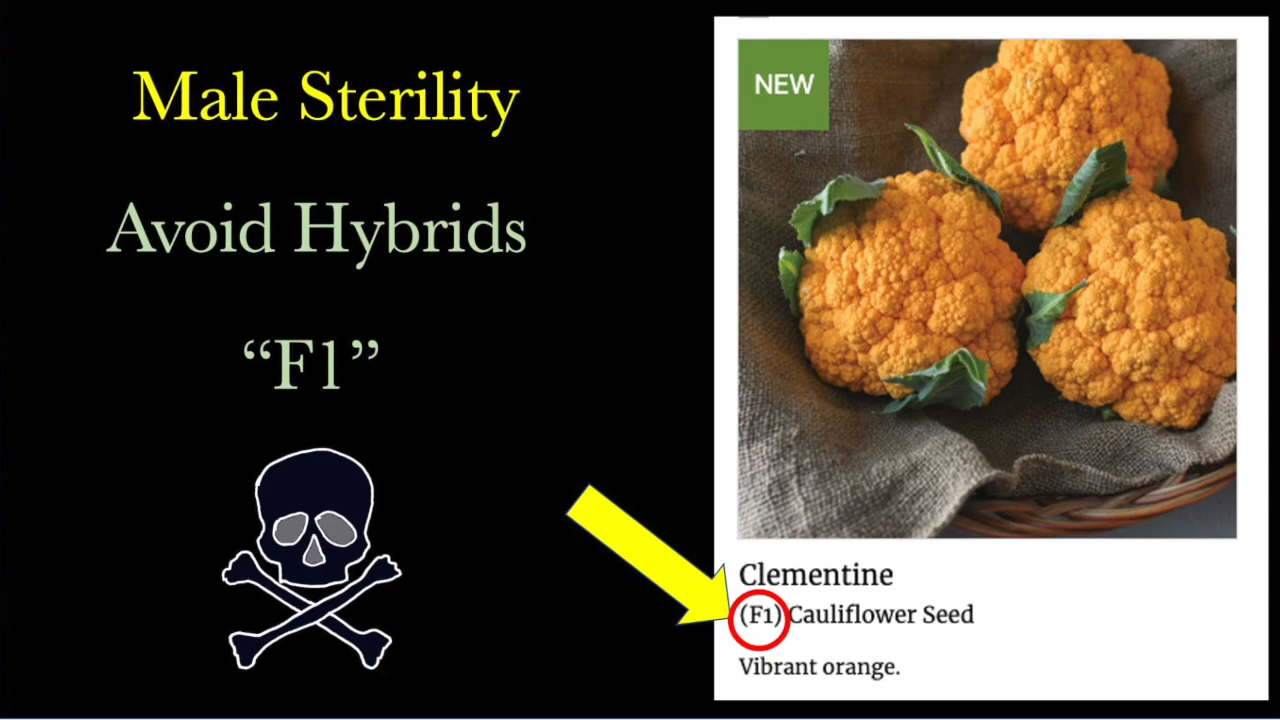 Male Sterility
Avoid Hybrids
“F1”
NEW
Clementine
(F1) Cauliflower Seed
Vibrant orange.